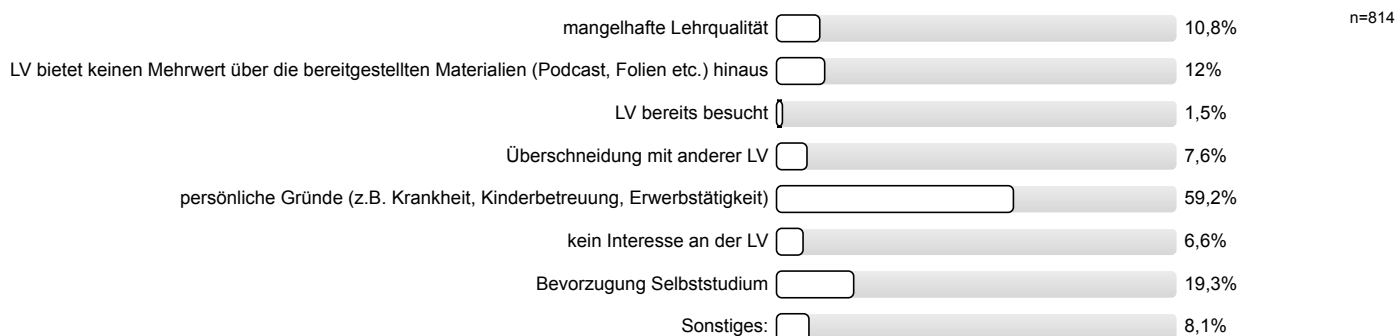 n=814
mangelhafte Lehrqualität 10,8%
LV bietet keinen Mehrwert über die bereitgestellten Materialien (Podcast, Folien etc.) hinaus 12%
LV bereits besucht 1,5%
Überschneidung mit anderer LV 7,6%
persönliche Gründe (z.B. Krankheit, Kinderbetreuung, Erwerbstätigkeit) 59,2%
kein Interesse an der LV 6,6%
Bevorzugung Selbststudium 19,3%
Sonstiges: 8,1%